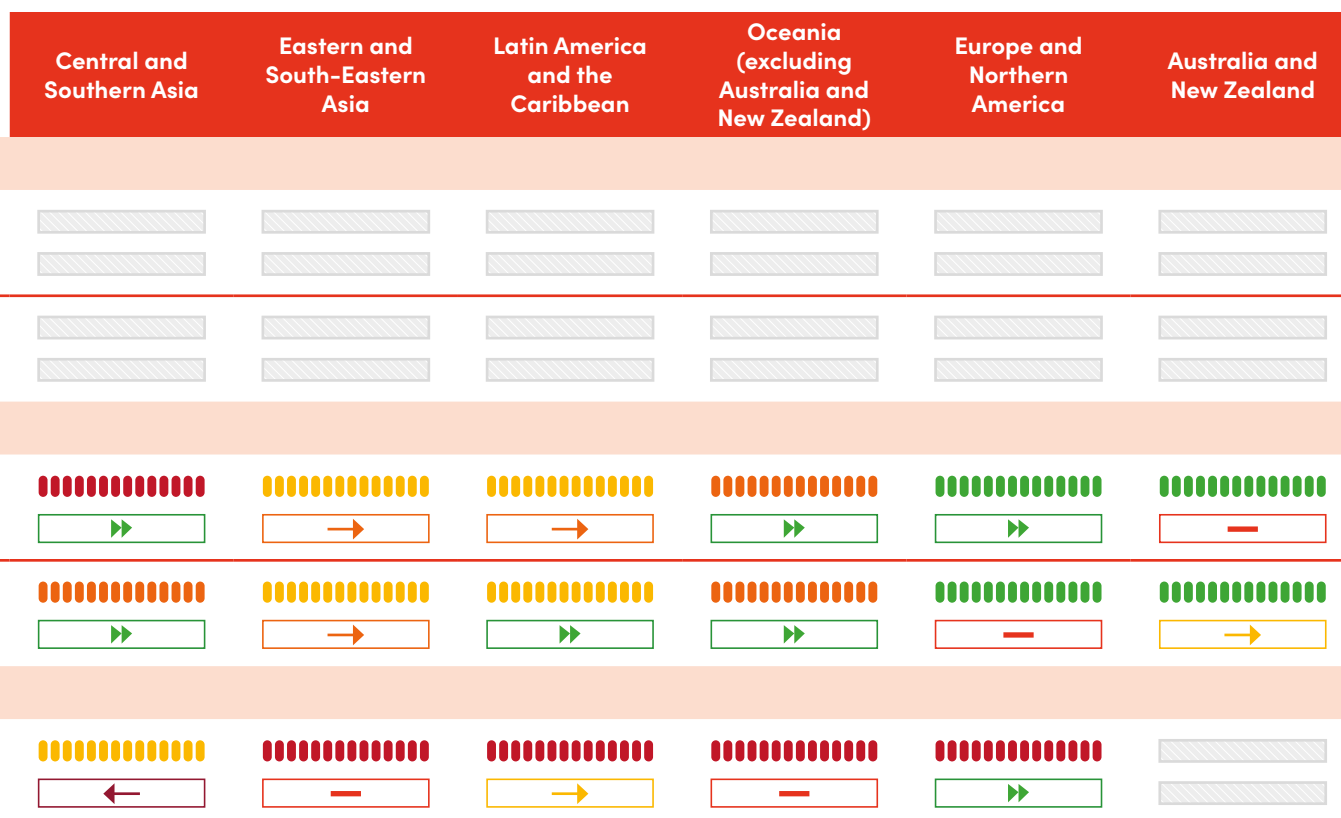 Central and
Southern Asia
Eastern and
South-Eastern
Asia
Latin America
and the
Caribbean
Oceania
(excluding
Australia and
New Zealand)
Europe and
Northern
America
Australia and
New Zealand